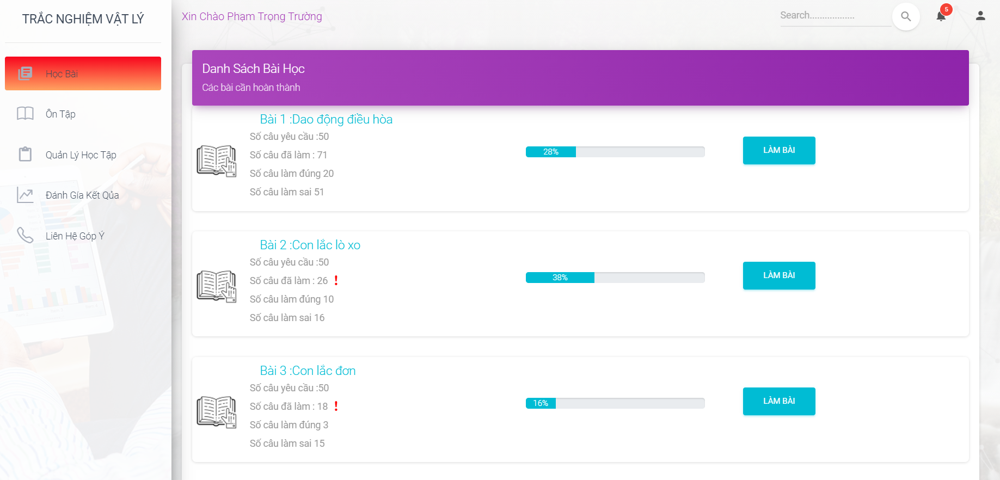 TRẮC NGHIỆM VẬT LÝ
Học Bài
Ôn Tập
Quản Lý Học Tập
Đánh Gía Kết Qủa
Liên Hệ Góp Ý
Xin Chào Phạm Trọng Trường
Search..................
5
Danh Sách Bài Học
Các bài cần hoàn thành
Bài 1 :Dao động điều hòa
Số câu yêu cầu :50
Số câu đã làm : 71
Số câu làm đúng 20
Số câu làm sai 51
28%
LÀM BÀI
Bài 2 :Con lắc lò xo
Số câu yêu cầu :50
Số câu đã làm : 26 !
Số câu làm đúng 10
Số câu làm sai 16
38%
LÀM BÀI
Bài 3 :Con lắc đơn
Số câu yêu cầu :50
Số câu đã làm : 18 !
Số câu làm đúng 3
Số câu làm sai 15
16%
LÀM BÀI